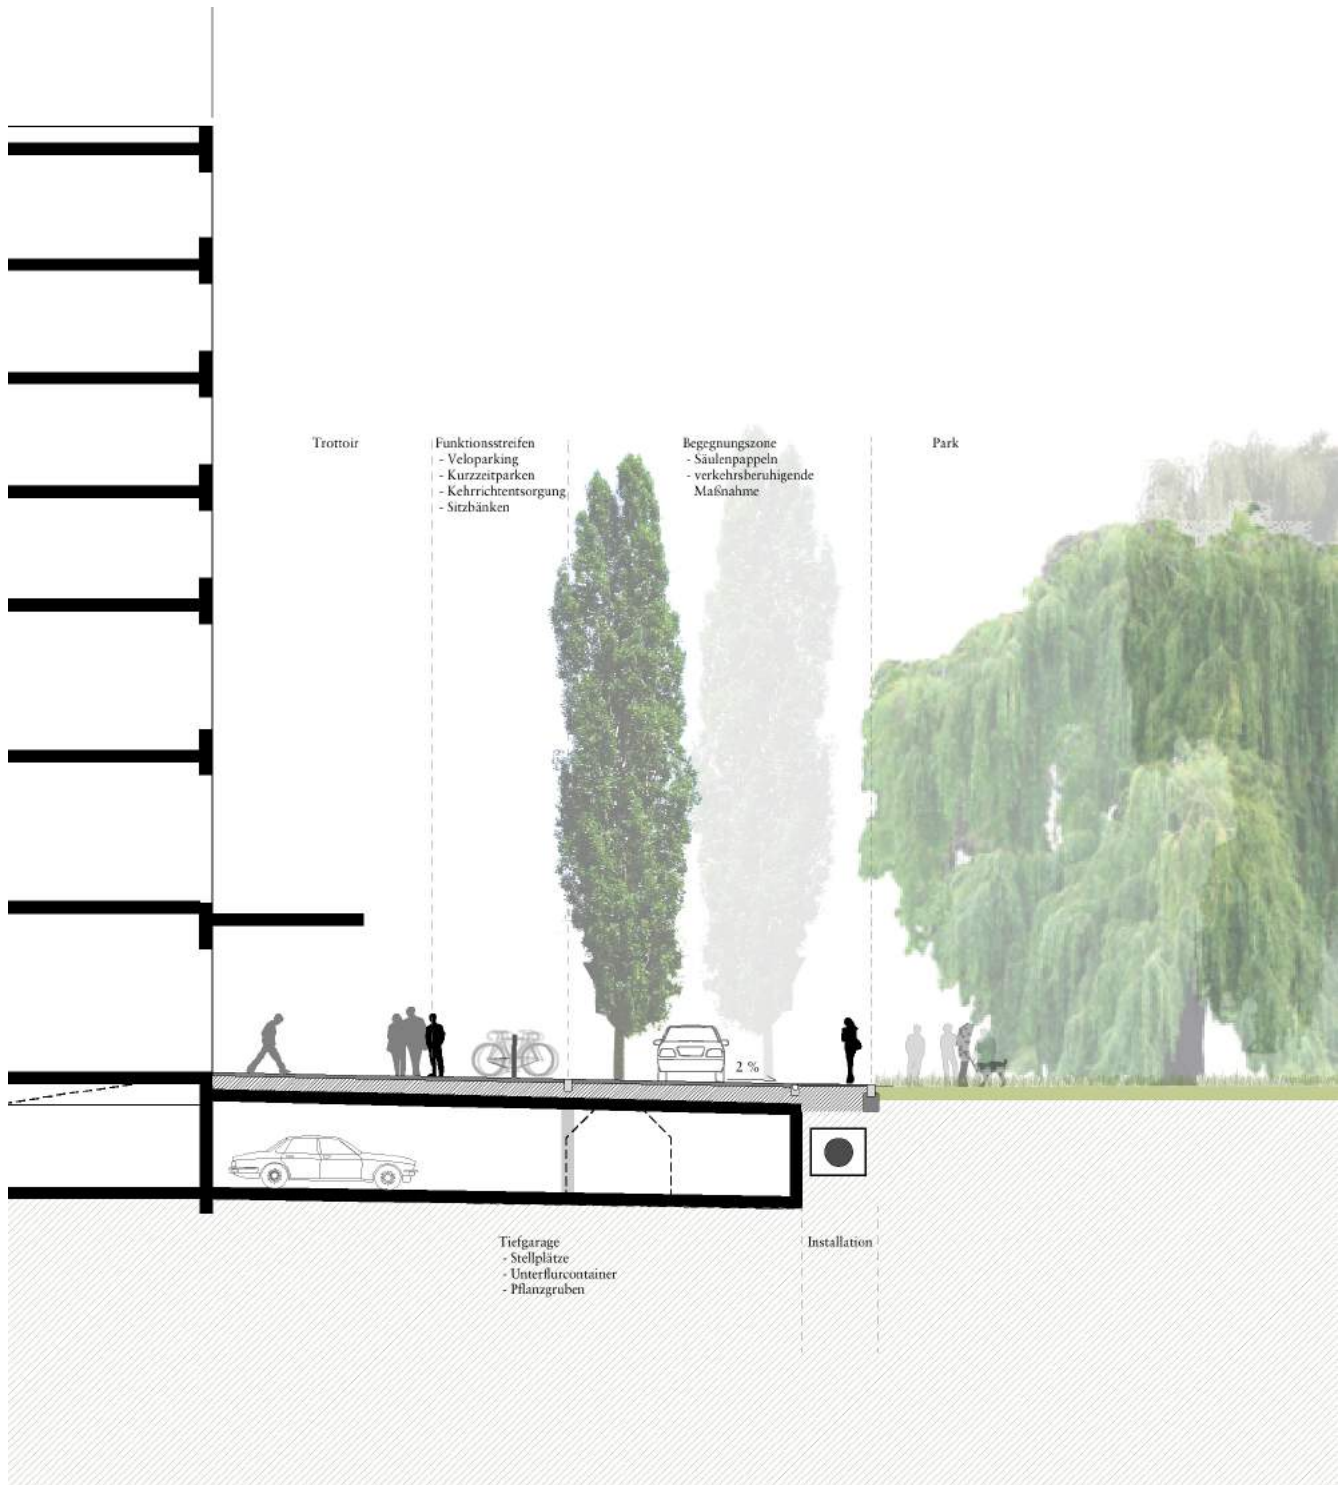 Trottoir
Funktionsstreifen
- Veloparking
- Kurzzeitparken
- Kehrrichtentsorgung
- Sitzbänken
Begegnungszone
- Säulenpappeln
- verkehrsberuhigende
Maßnahme
Park
2 %
Tiefgarage
- Stellplätze
- Unterflurcontainer
- Pflanzgruben
Installation